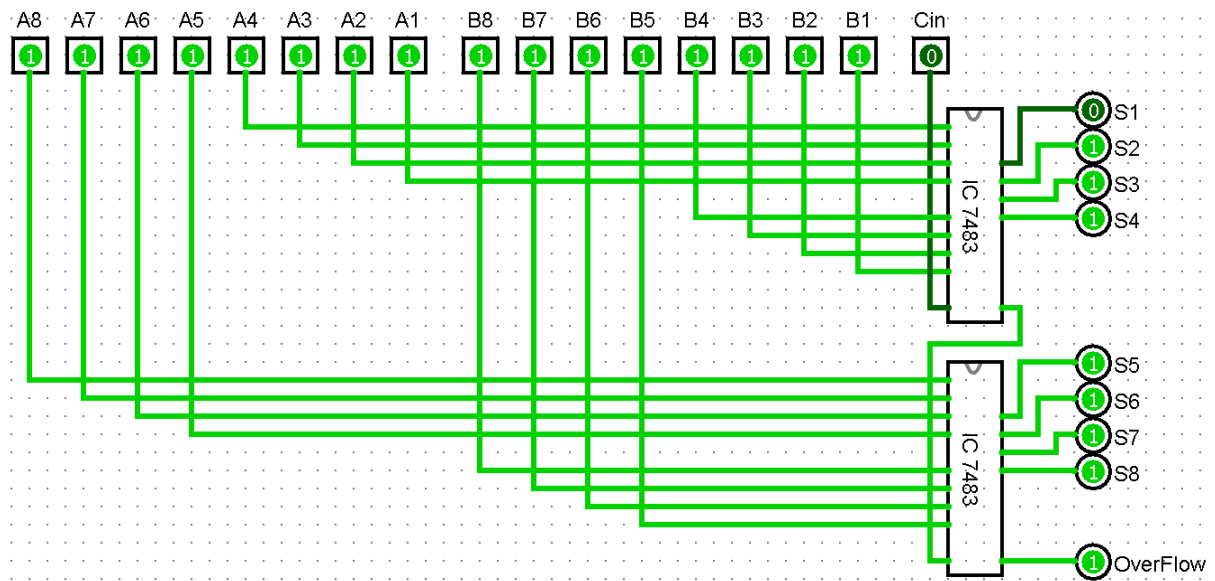 A8 A7 A6 A5 A4 A3 A2 A1 B8 B7 B6 B5 B4 B3 B2 B1 Cin
1 1 1 1 1 1 1 1 1 1 1 1 1 1 1 1 0
0 S1
1 S2
1 S3
1 S4
IC 7483
1 S5
1 S6
1 S7
1 S8
IC 7483
1 OverFlow